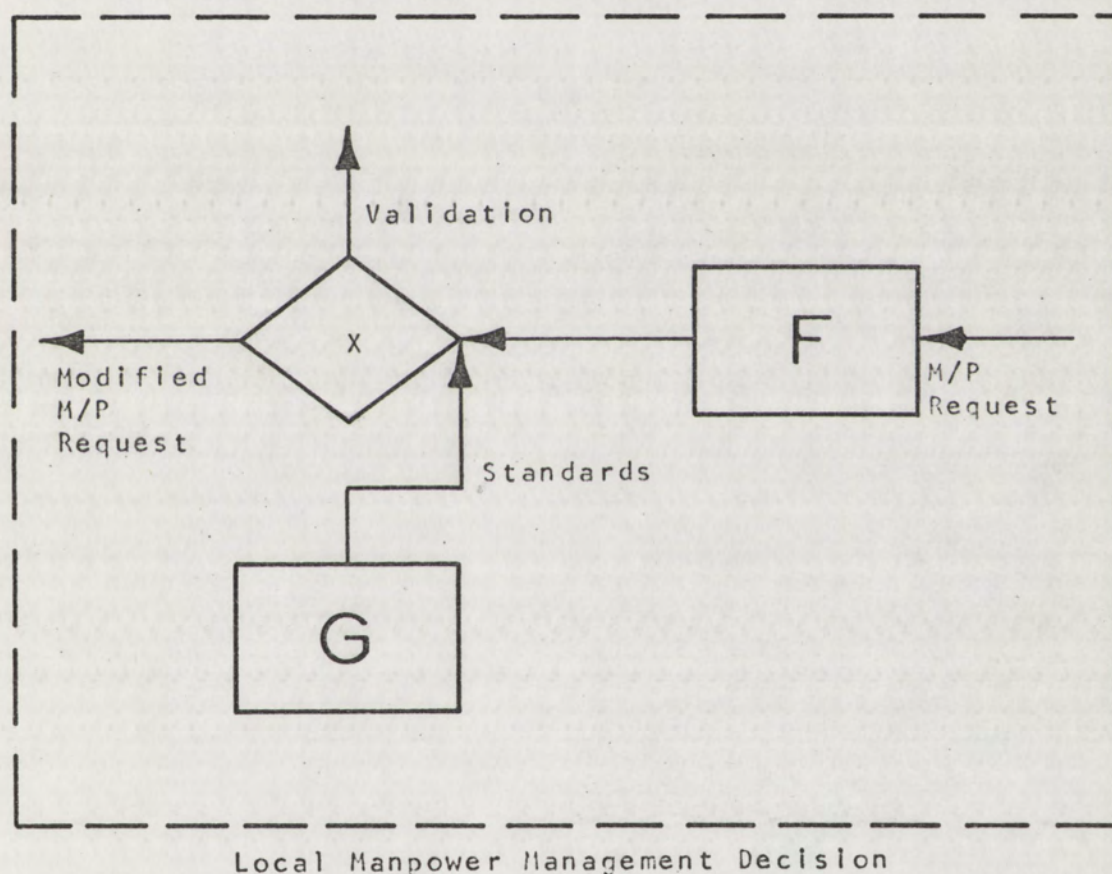 Validation
X
F
Modified
M/P
Request
M/P
Request
Standards
G
Local Manpower Management Decision